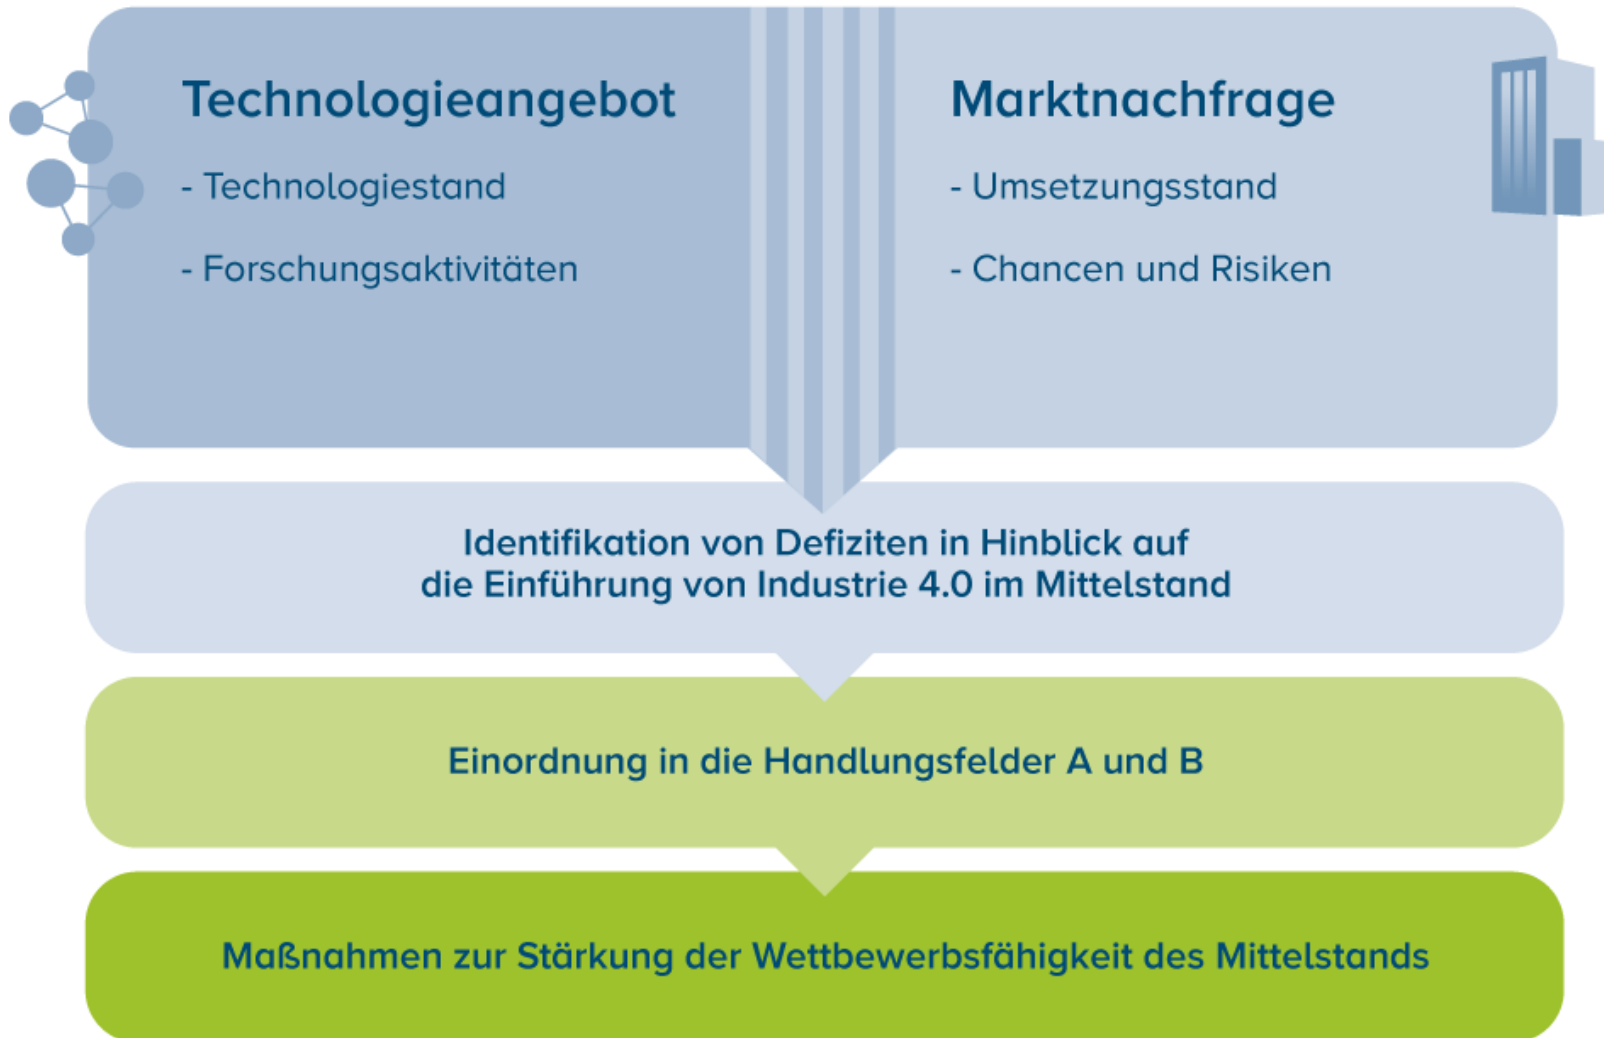 Technologieangebot
- Technologiestand
- Forschungsaktivitäten
Marktnachfrage
- Umsetzungsstand
- Chancen und Risiken
Identifikation von Defiziten in Hinblick auf
die Einführung von Industrie 4.0 im Mittelstand
Einordnung in die Handlungsfelder A und B
Maßnahmen zur Stärkung der Wettbewerbsfähigkeit des Mittelstands